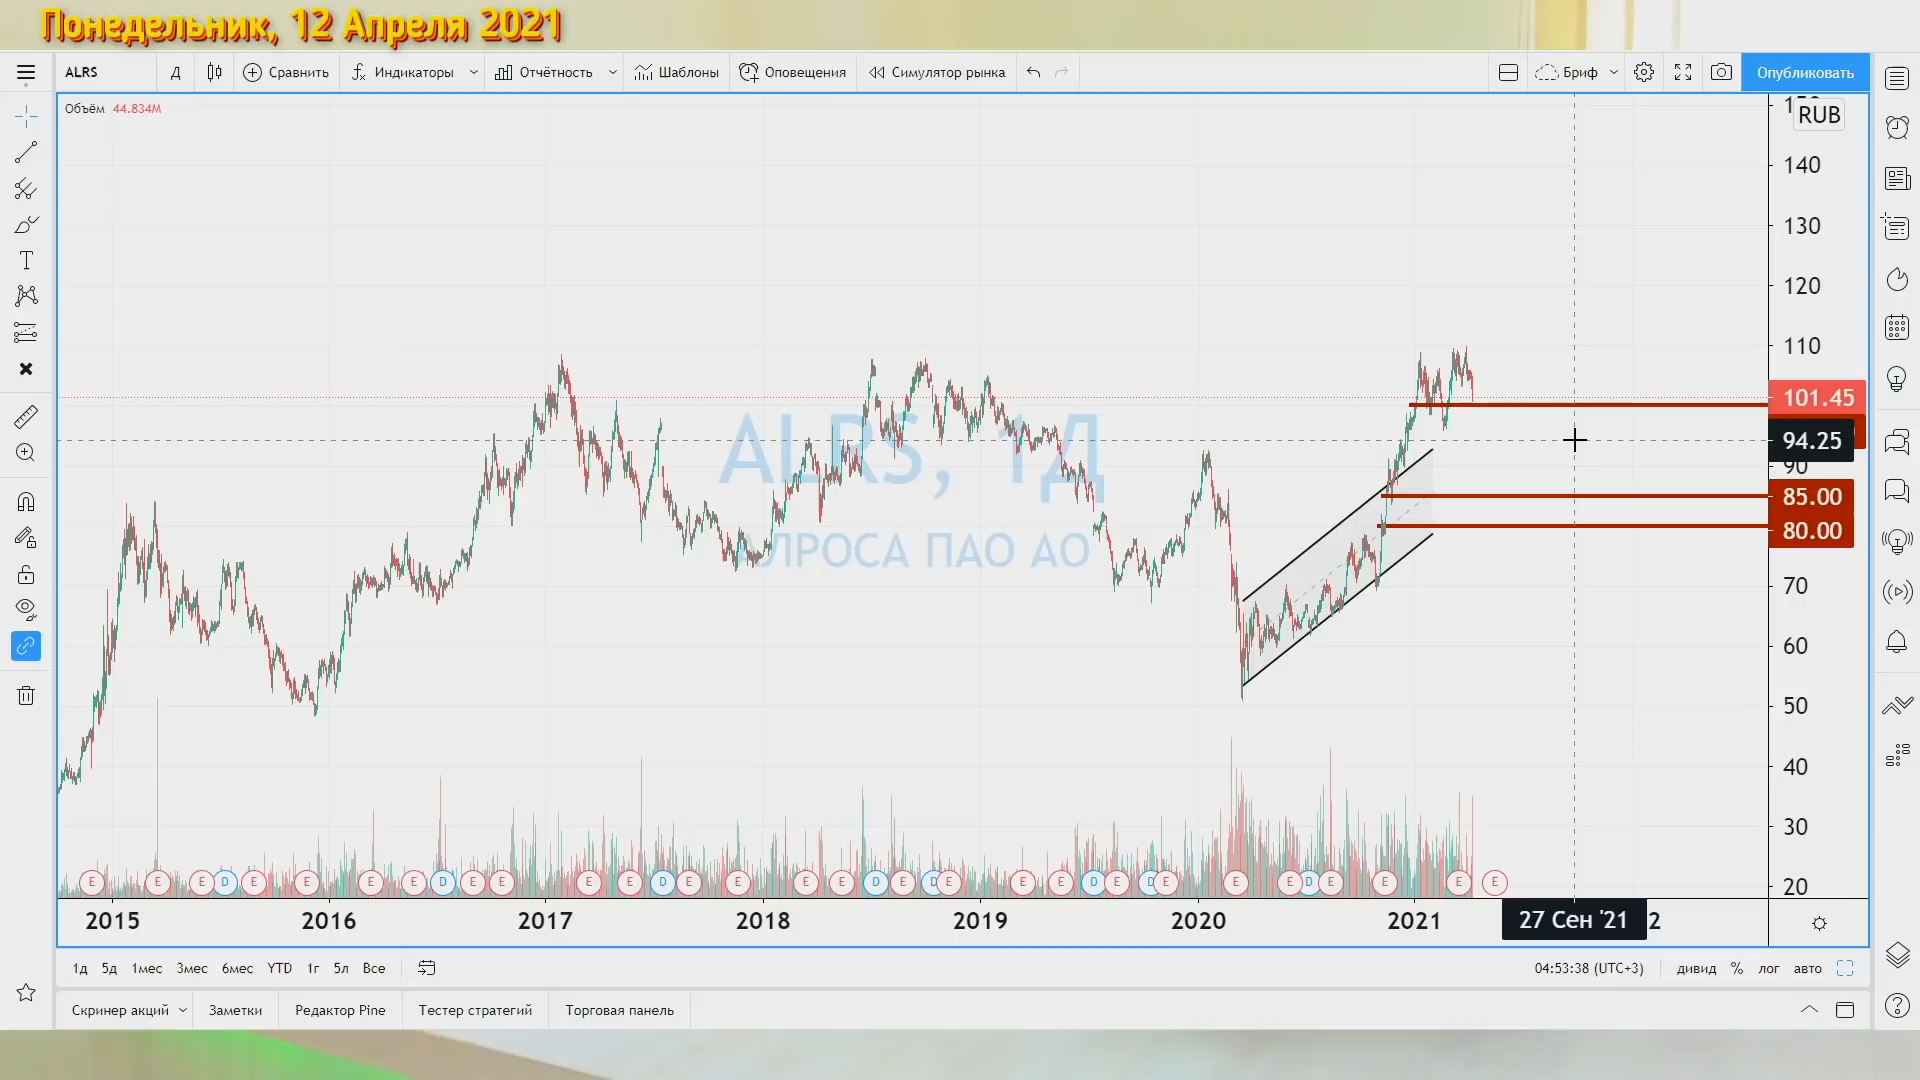 Понедельник, 12 Апреля 2021
ALRS Д Сравнить Индикаторы Отчётность Шаблоны Оповещения Симулятор рынка Бриф Опубликовать
Объём 44.834M
RUB
140
130
120
110
101.45
94.25
90
85.00
80.00
70
60
50
40
30
20
ALRS, 1Д
АЛРОСА ПАО АО
E E E D E E E E D E E E E D E E E E D E D E E E D E D E E E D E E E E
2015 2016 2017 2018 2019 2020 2021 27 Сен '21 2
1д 5д 1мес 3мес 6мес YTD 1г 5л Все 04:53:38 (UTC+3) дивид % лог авто
Скринер акций Заметки Редактор Pine Тестер стратегий Торговая панель